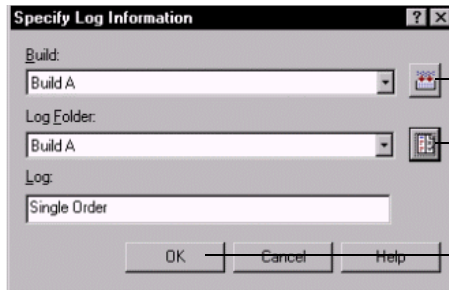 Specify Log Information
Build:
Build A
Log Folder:
Build A
Log:
Single Order
OK Cancel Help